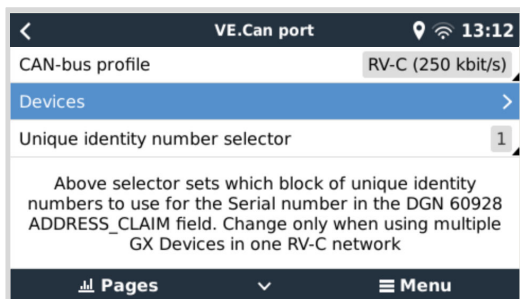 VE.Can port
13:12
CAN-bus profile
RV-C (250 kbit/s)
Devices
Unique identity number selector
1
Above selector sets which block of unique identity
numbers to use for the Serial number in the DGN 60928
ADDRESS_CLAIM field. Change only when using multiple
GX Devices in one RV-C network
Pages
Menu